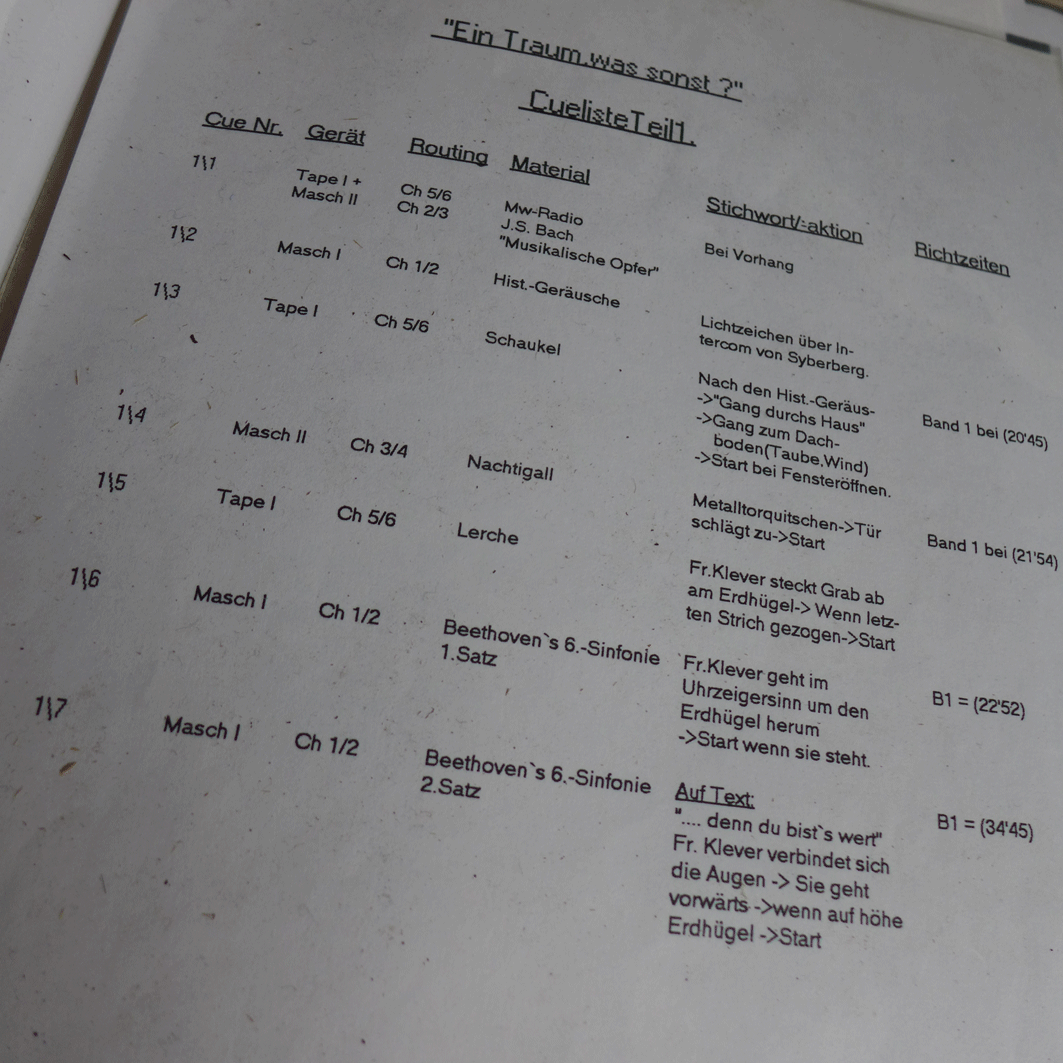 "Ein Traum,was sonst ?"
CuelisteTeil1.
Cue Nr. Gerät Routing Material Stichwort/-aktion Richtzeiten
1\1 Tape I + Ch 5/6 Mw-Radio Bei Vorhang
Masch II Ch 2/3 J.S. Bach
"Musikalische Opfer"
1\2 Masch I Ch 1/2 Hist.-Geräusche Lichtzeichen über In-
tercom von Syberberg.
1\3 Tape I Ch 5/6 Schaukel Nach den Hist.-Geräus- Band 1 bei (20'45)
->"Gang durchs Haus"
->Gang zum Dach-
boden(Taube,Wind)
->Start bei Fensteröffnen.
1\4 Masch II Ch 3/4 Nachtigall Metalltorquitschen->Tür Band 1 bei (21'54)
schlägt zu->Start
1\5 Tape I Ch 5/6 Lerche Fr.Klever steckt Grab ab
am Erdhügel-> Wenn letz-
ten Strich gezogen->Start
1\6 Masch I Ch 1/2 Beethoven`s 6.-Sinfonie Fr.Klever geht im B1 = (22'52)
1.Satz Uhrzeigersinn um den
Erdhügel herum
->Start wenn sie steht.
1\7 Masch I Ch 1/2 Beethoven`s 6.-Sinfonie Auf Text: B1 = (34'45)
2.Satz ".... denn du bist`s wert"
Fr. Klever verbindet sich
die Augen -> Sie geht
vorwärts ->wenn auf höhe
Erdhügel ->Start